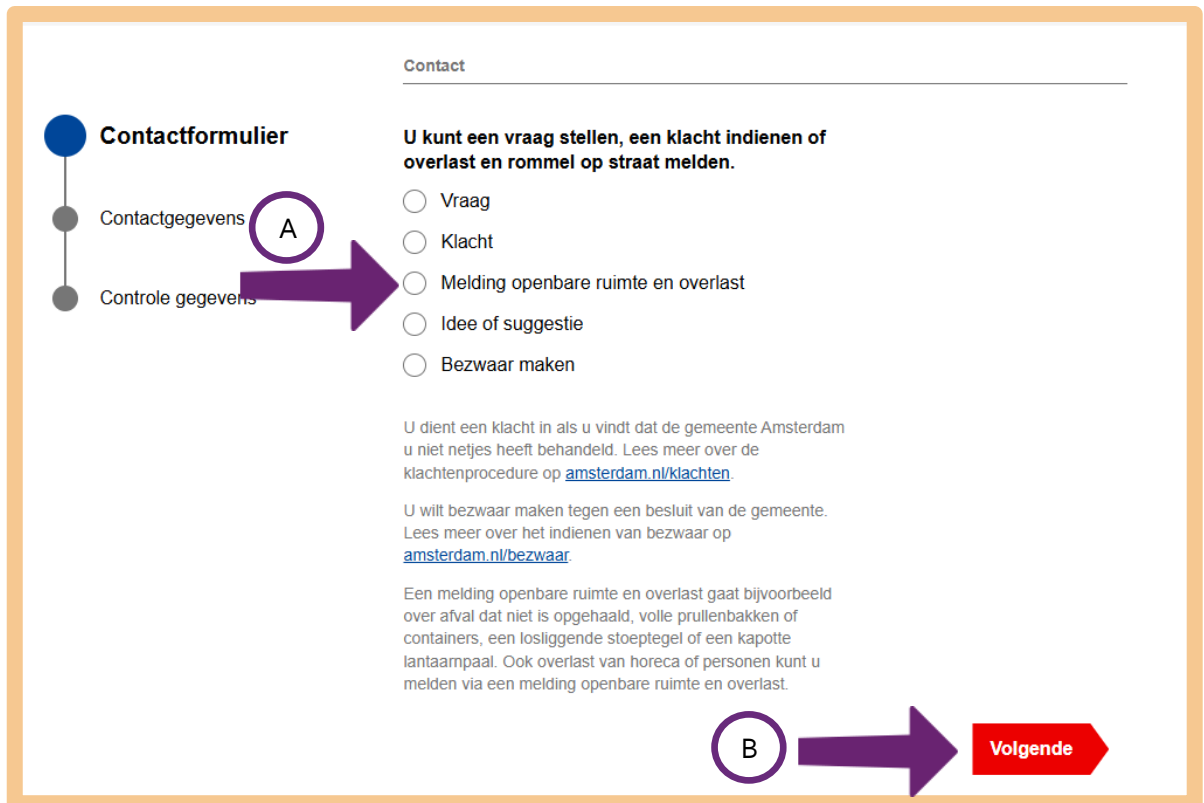 Contact
Contactformulier
U kunt een vraag stellen, een klacht indienen of
overlast en rommel op straat melden.
Vraag
Contactgegevens
A
Klacht
Melding openbare ruimte en overlast
Controle gegevens
Idee of suggestie
Bezwaar maken
U dient een klacht in als u vindt dat de gemeente Amsterdam
u niet netjes heeft behandeld. Lees meer over de
klachtenprocedure op amsterdam.nl/klachten.
U wilt bezwaar maken tegen een besluit van de gemeente.
Lees meer over het indienen van bezwaar op
amsterdam.nl/bezwaar.
Een melding openbare ruimte en overlast gaat bijvoorbeeld
over afval dat niet is opgehaald, volle prullenbakken of
containers, een losliggende stoeptegel of een kapotte
lantaarnpaal. Ook overlast van horeca of personen kunt u
melden via een melding openbare ruimte en overlast.
B
Volgende